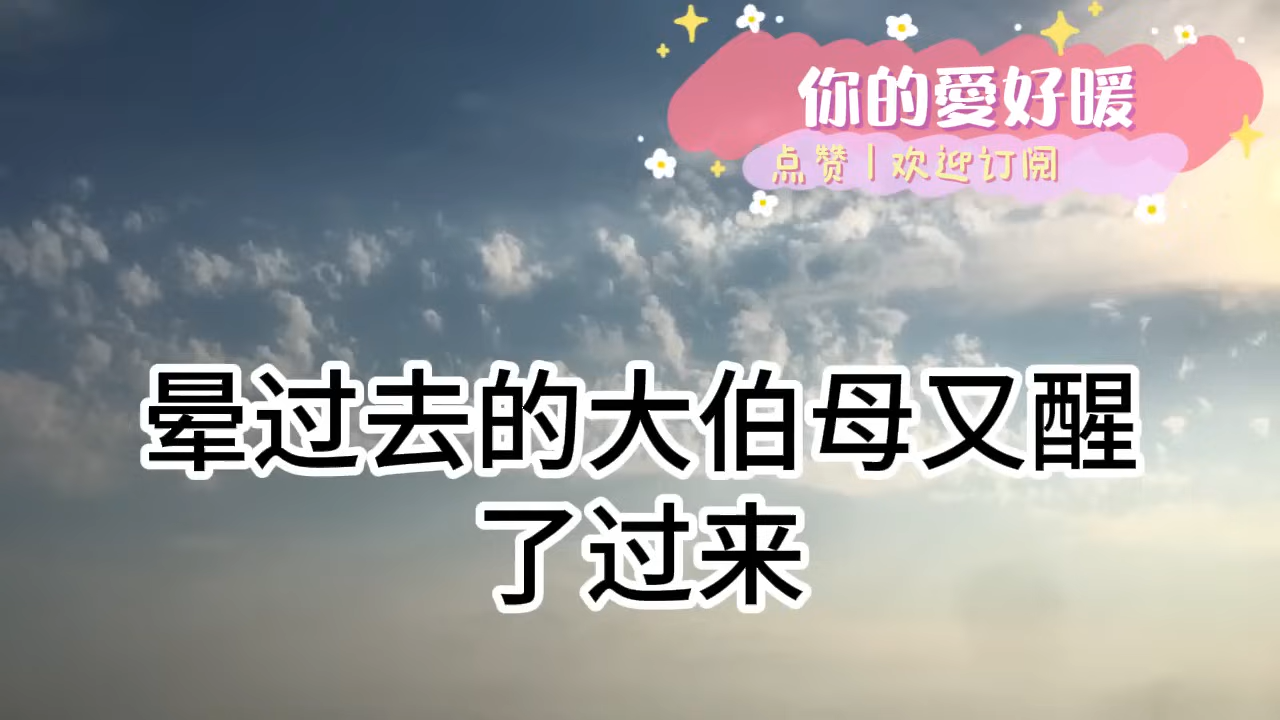 你的愛好暖
点赞 | 欢迎订阅
晕过去的大伯母又醒
了过来